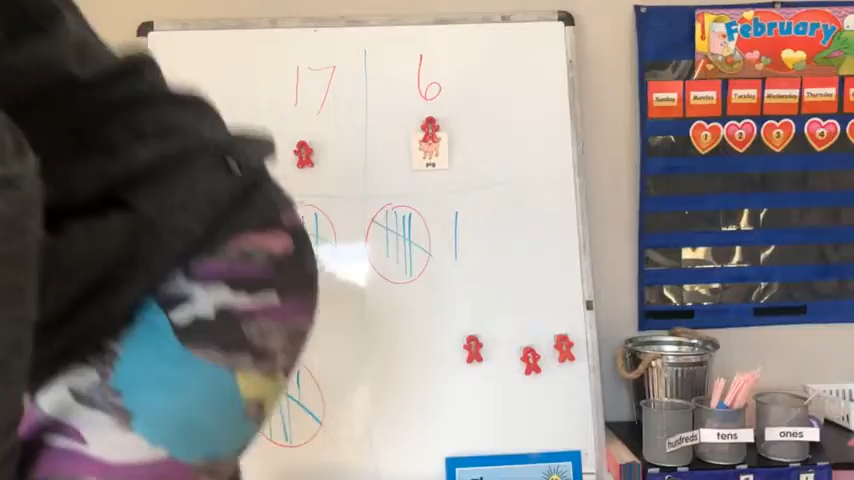 17 6
pig
February
Sunday Monday Tuesday Wednesday Thursday
1 2 3 4
hundreds tens ones